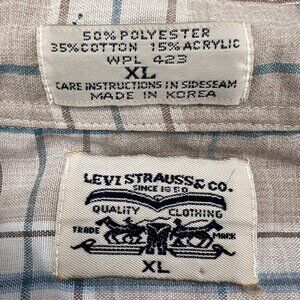 50% POLYESTER
35% COTTON 15% ACRYLIC
WPL 423
XL
CARE INSTRUCTIONS IN SIDESEAM
MADE IN KOREA
LEVI STRAUSS & CO.
SINCE 1850
QUALITY CLOTHING
TRADE MARK
XL